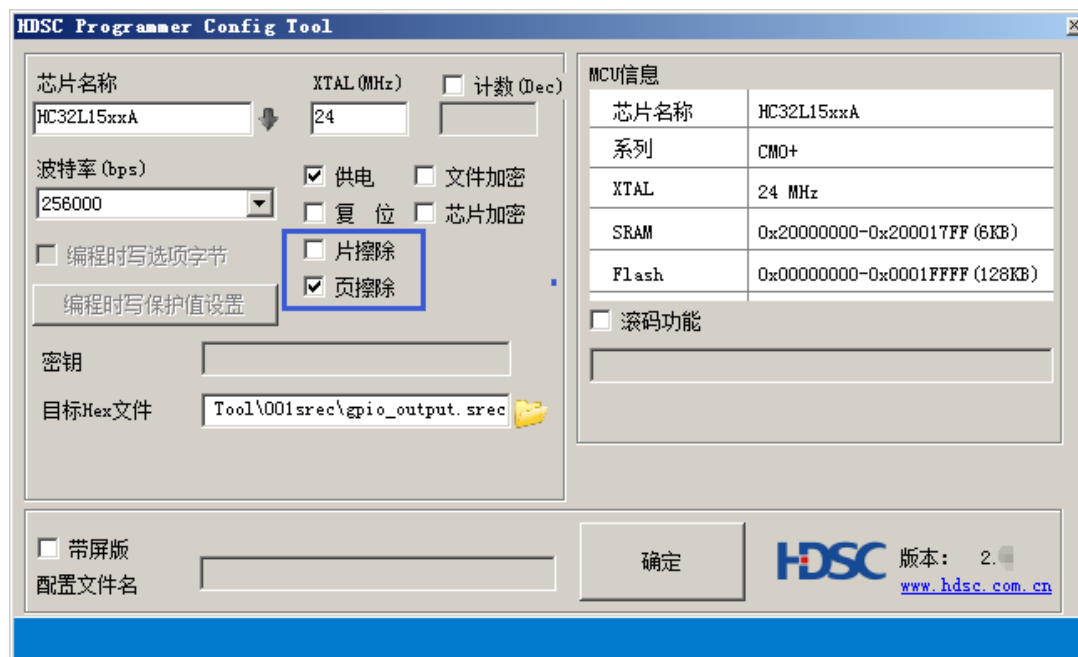 HDSC Programmer Config Tool
芯片名称
XTAL(MHz)
计数(Dec)
HC32L15xxA
24
波特率(bps)
256000
供电
文件加密
复 位
芯片加密
编程时写选项字节
片擦除
页擦除
编程时写保护值设置
密钥
目标Hex文件
Tool\001srec\gpio_output.srec
MCU信息
芯片名称 HC32L15xxA
系列 CM0+
XTAL 24 MHz
SRAM 0x20000000-0x200017FF(6KB)
Flash 0x00000000-0x0001FFFF(128KB)
滚码功能
带屏版
配置文件名
确定
HDSC
版本: 2.
www.hdsc.com.cn